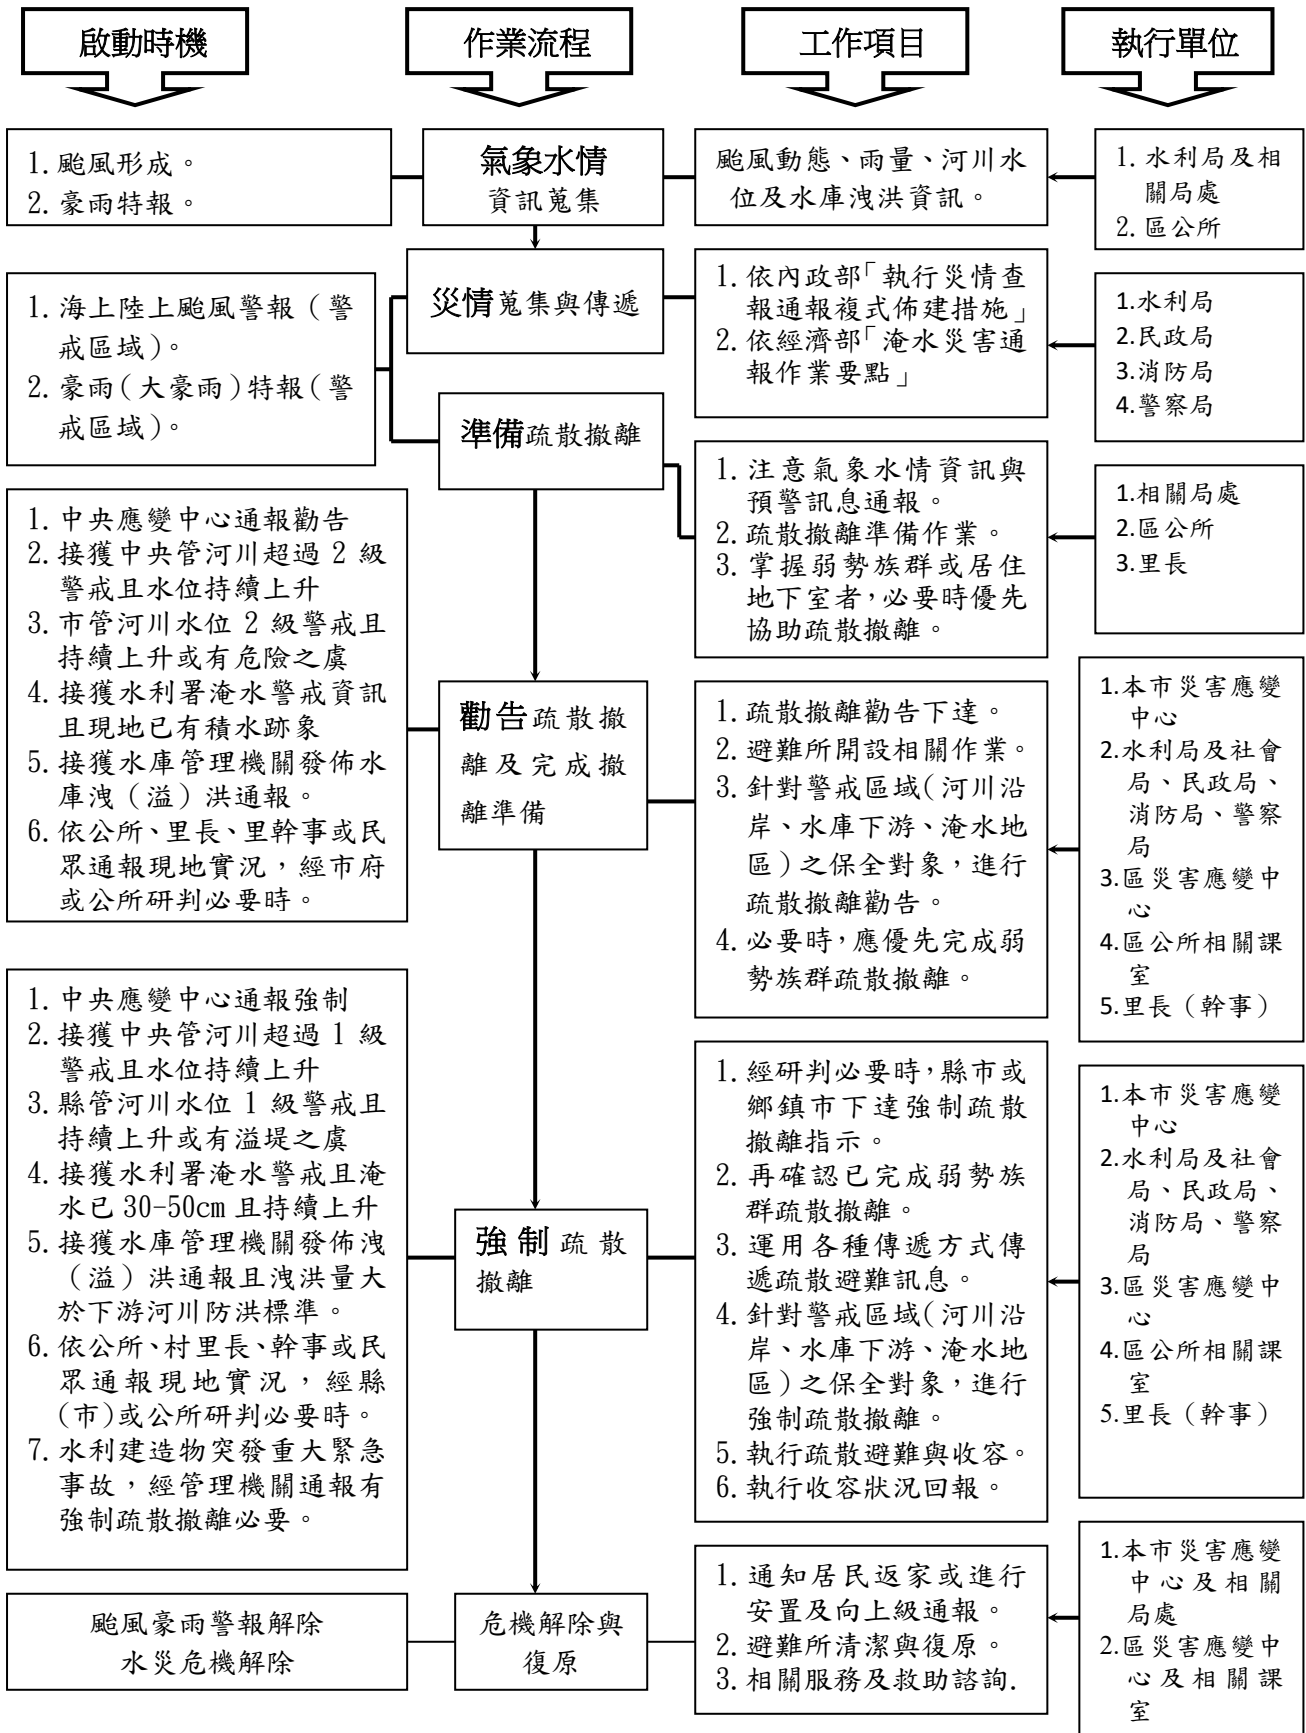 啟動時機
作業流程
工作項目
執行單位
1. 颱風形成。
2. 豪雨特報。
氣象水情
資訊蒐集
颱風動態、雨量、河川水
位及水庫洩洪資訊。
1. 水利局及相
關局處
2. 區公所
1. 海上陸上颱風警報（警
戒區域）。
2. 豪雨（大豪雨）特報（警
戒區域）。
災情蒐集與傳遞
1. 依內政部「執行災情查
報通報複式佈建措施」
2. 依經濟部「淹水災害通
報作業要點」
1.水利局
2.民政局
3.消防局
4.警察局
準備疏散撤離
1. 注意氣象水情資訊與
預警訊息通報。
2. 疏散撤離準備作業。
3. 掌握弱勢族群或居住
地下室者，必要時優先
協助疏散撤離。
1.相關局處
2.區公所
3.里長
1. 中央應變中心通報勸告
2. 接獲中央管河川超過 2 級
警戒且水位持續上升
3. 市管河川水位 2 級警戒且
持續上升或有危險之虞
4. 接獲水利署淹水警戒資訊
且現地已有積水跡象
5. 接獲水庫管理機關發佈水
庫洩（溢）洪通報。
6. 依公所、里長、里幹事或民
眾通報現地實況，經市府
或公所研判必要時。
勸告疏散撤
離及完成撤
離準備
1. 疏散撤離勸告下達。
2. 避難所開設相關作業。
3. 針對警戒區域（河川沿
岸、水庫下游、淹水地
區）之保全對象，進行
疏散撤離勸告。
4. 必要時，應優先完成弱
勢族群疏散撤離。
1.本市災害應變
中心
2.水利局及社會
局、民政局、
消防局、警察
局
3.區災害應變中
心
4.區公所相關課
室
5.里長（幹事）
1. 中央應變中心通報強制
2. 接獲中央管河川超過 1 級
警戒且水位持續上升
3. 縣管河川水位 1 級警戒且
持續上升或有溢堤之虞
4. 接獲水利署淹水警戒且淹
水已 30-50cm 且持續上升
5. 接獲水庫管理機關發佈洩
（溢）洪通報且洩洪量大
於下游河川防洪標準。
6. 依公所、村里長、幹事或民
眾通報現地實況，經縣
(市)或公所研判必要時。
7. 水利建造物突發重大緊急
事故，經管理機關通報有
強制疏散撤離必要。
強制疏散
撤離
1. 經研判必要時，縣市或
鄉鎮市下達強制疏散
撤離指示。
2. 再確認已完成弱勢族
群疏散撤離。
3. 運用各種傳遞方式傳
遞疏散避難訊息。
4. 針對警戒區域（河川沿
岸、水庫下游、淹水地
區）之保全對象，進行
強制疏散撤離。
5. 執行疏散避難與收容。
6. 執行收容狀況回報。
1.本市災害應變
中心
2.水利局及社會
局、民政局、
消防局、警察
局
3.區災害應變中
心
4.區公所相關課
室
5.里長（幹事）
颱風豪雨警報解除
水災危機解除
危機解除與
復原
1. 通知居民返家或進行
安置及向上級通報。
2. 避難所清潔與復原。
3. 相關服務及救助諮詢.
1.本市災害應變
中心及相關
局處
2.區災害應變中
心及相關課
室